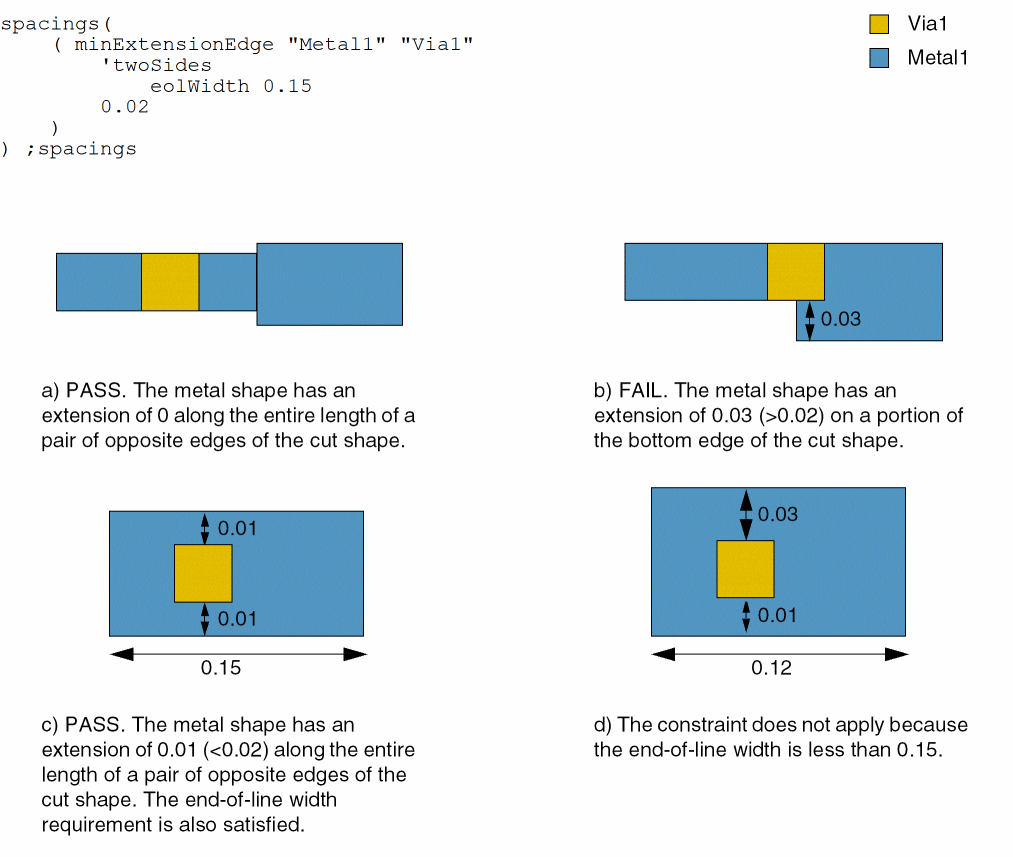 spacings(
( minExtensionEdge "Metal1" "Via1"
'twoSides
eolWidth 0.15
0.02
)
) ;spacings
Via1
Metal1
0.03
a) PASS. The metal shape has an
extension of 0 along the entire length of a
pair of opposite edges of the cut shape.
b) FAIL. The metal shape has an
extension of 0.03 (>0.02) on a portion of
the bottom edge of the cut shape.
0.01
0.01
0.15
0.03
0.01
0.12
c) PASS. The metal shape has an
extension of 0.01 (<0.02) along the entire
length of a pair of opposite edges of the
cut shape. The end-of-line width
requirement is also satisfied.
d) The constraint does not apply because
the end-of-line width is less than 0.15.